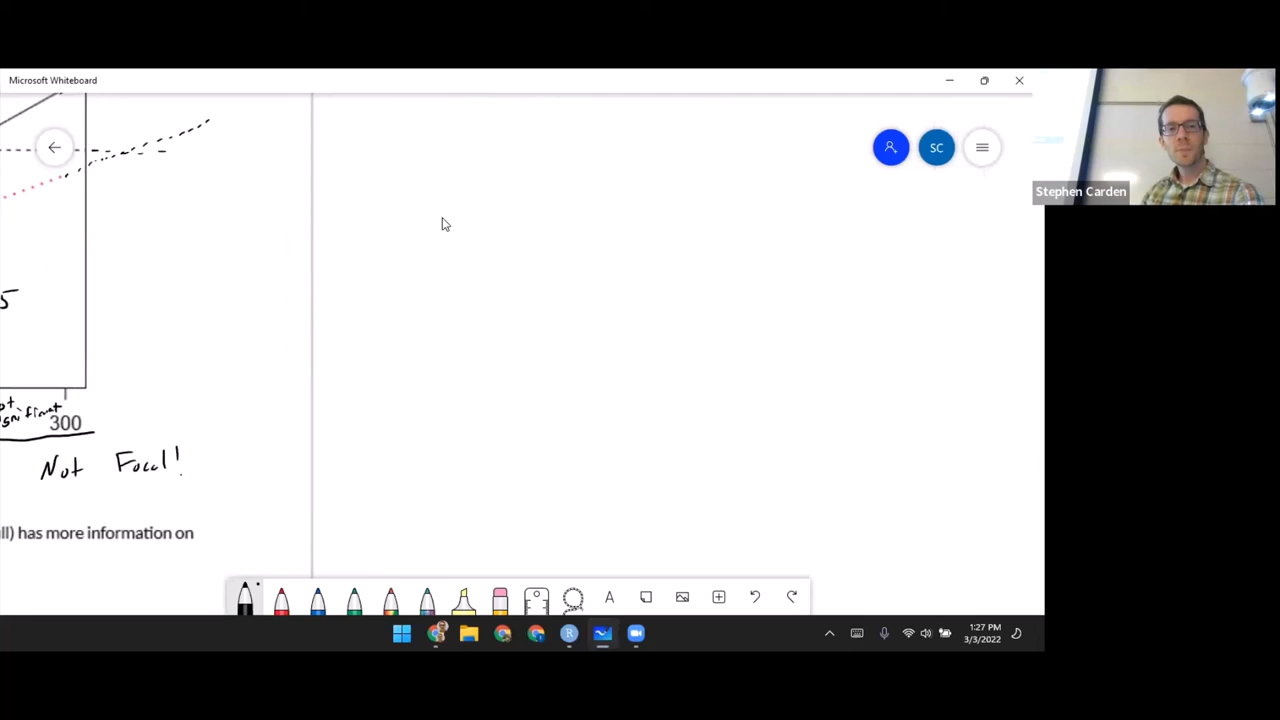 Microsoft Whiteboard
SC
Stephen Carden
5
300
Not Focal!
ll) has more information on
A
R
1:27 PM
3/3/2022